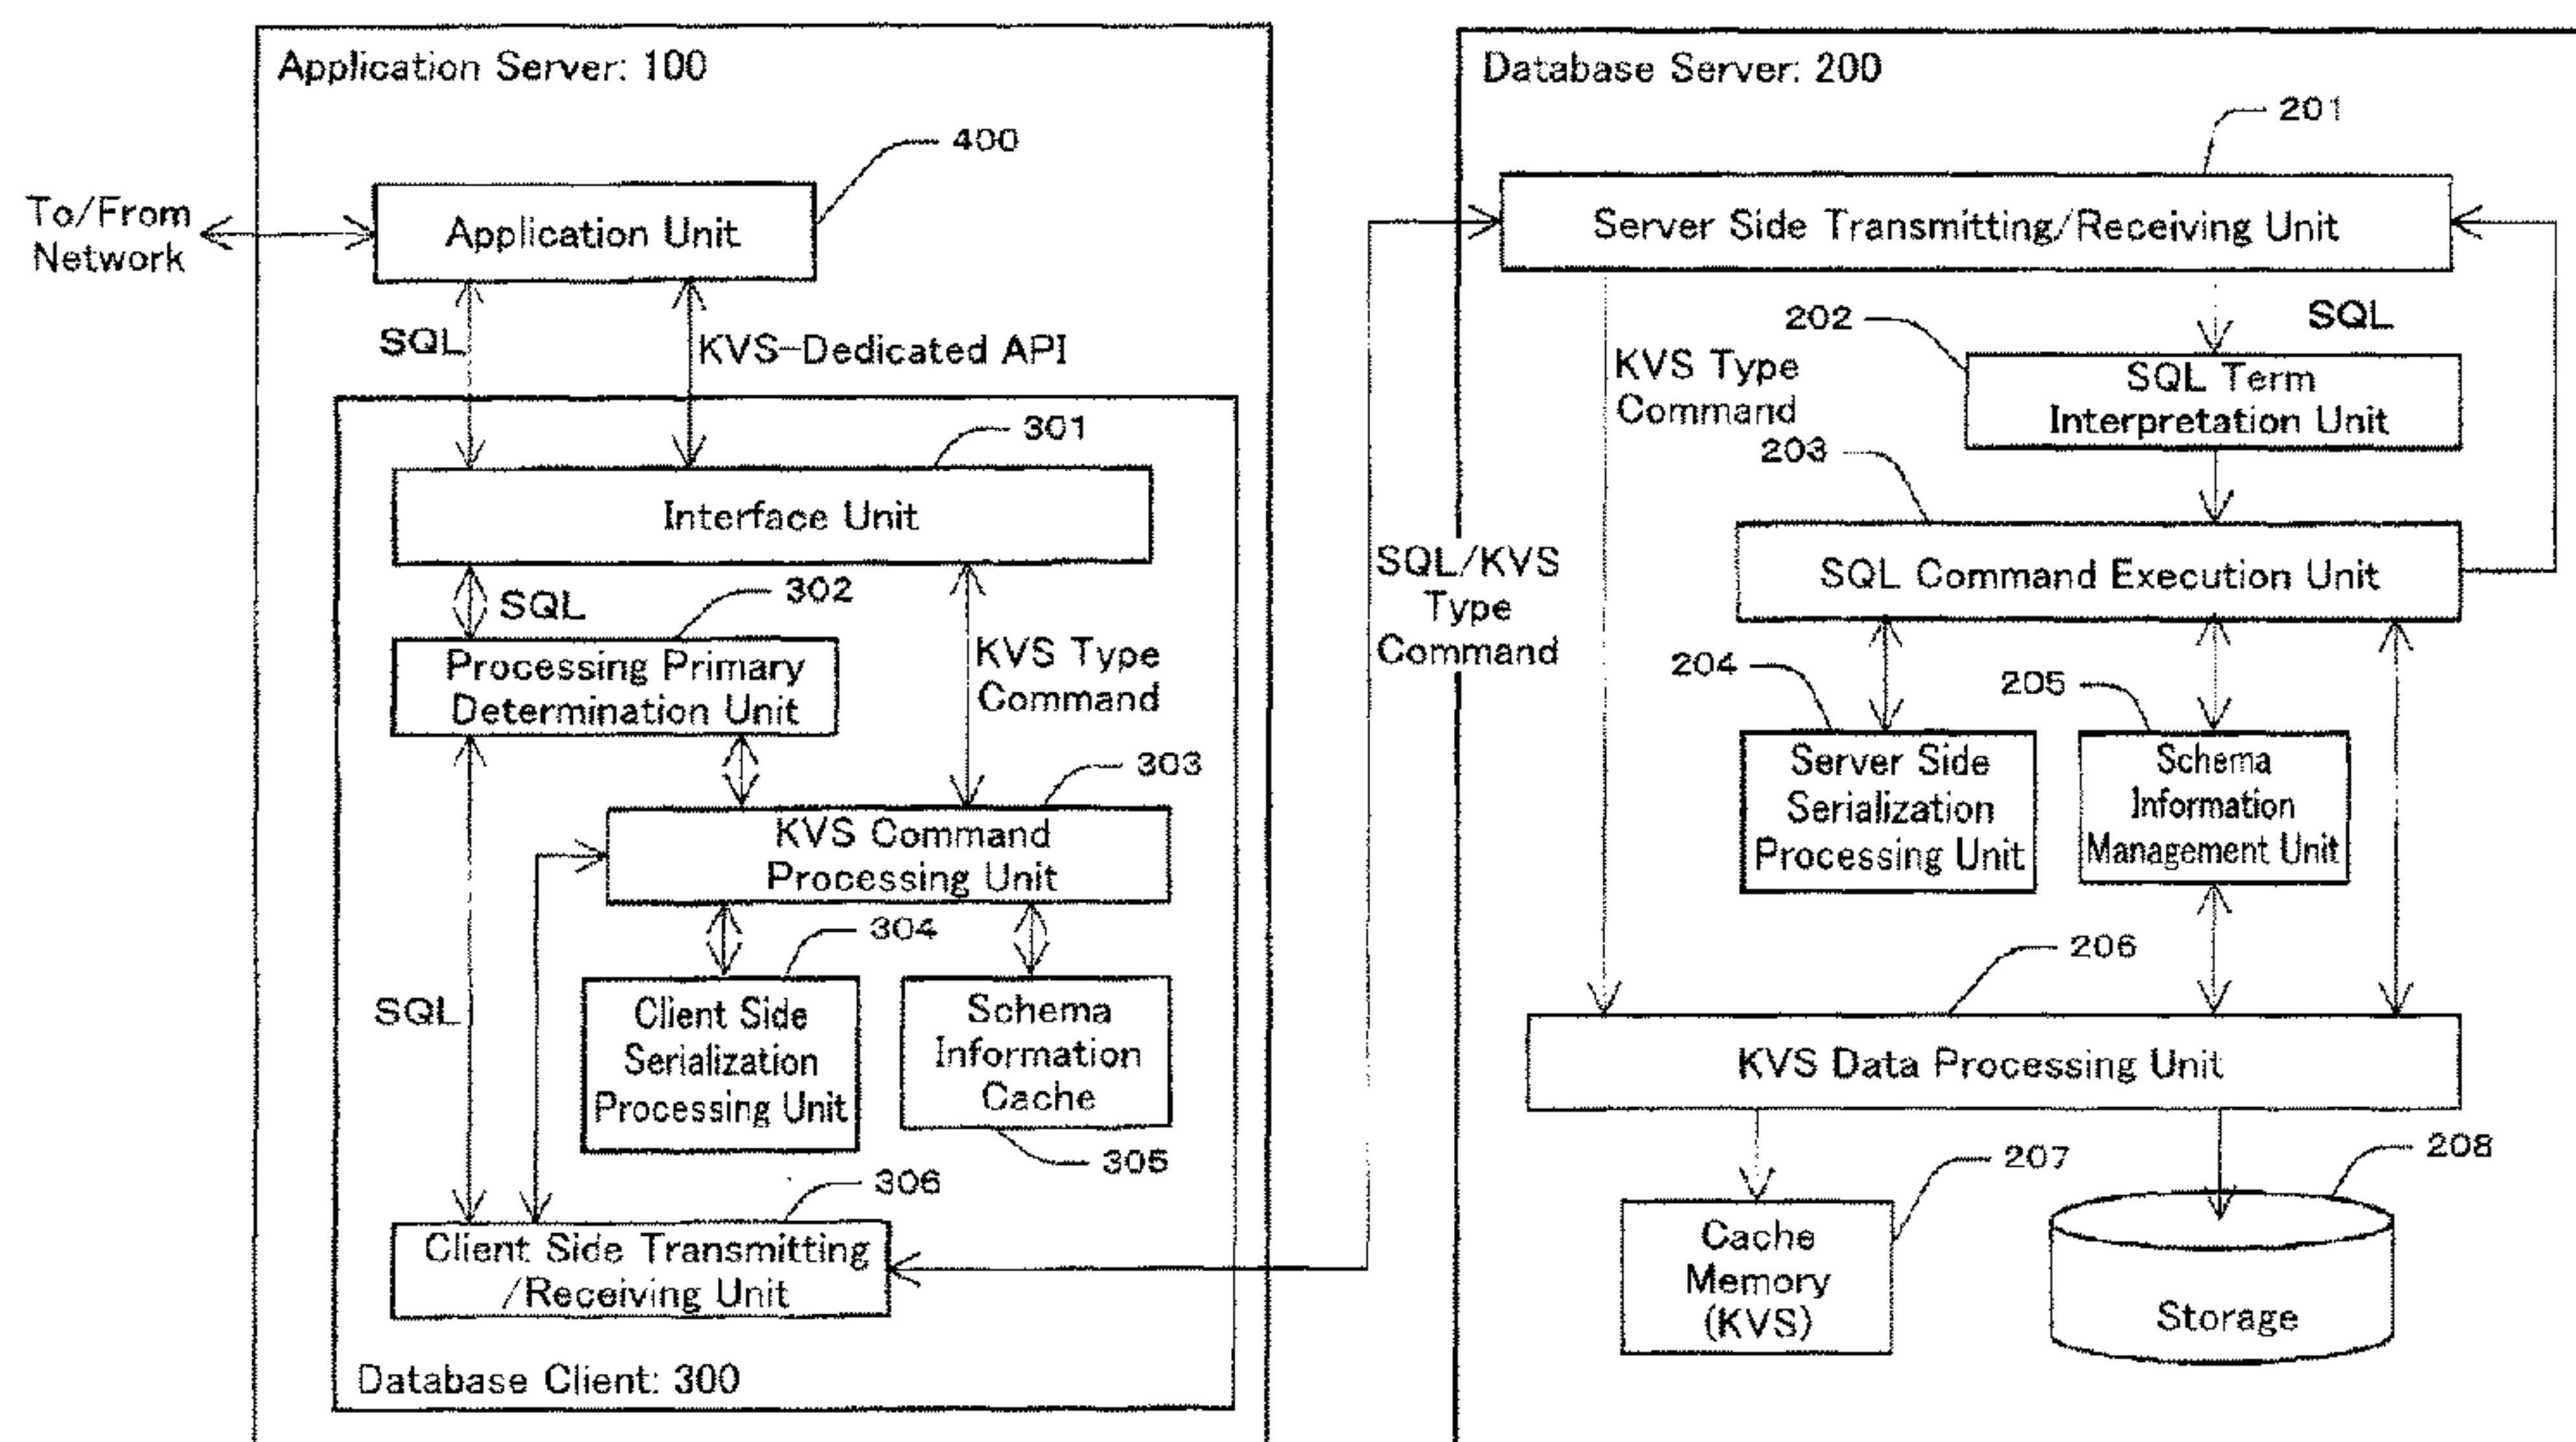 Application Server: 100
400
To/From
Network
Application Unit
SQL
KVS-Dedicated API
301
Interface Unit
SQL
302
Processing Primary
Determination Unit
KVS Type
Command
303
KVS Command
Processing Unit
304
Client Side
Serialization
Processing Unit
Schema
Information
Cache
305
SQL
306
Client Side Transmitting
/Receiving Unit
Database Client: 300
SQL/KVS
Type
Command
Database Server: 200
201
Server Side Transmitting/Receiving Unit
KVS Type
Command
202
SQL
SQL Term
Interpretation Unit
203
SQL Command Execution Unit
204
Server Side
Serialization
Processing Unit
205
Schema
Information
Management Unit
206
KVS Data Processing Unit
207
Cache
Memory
(KVS)
208
Storage